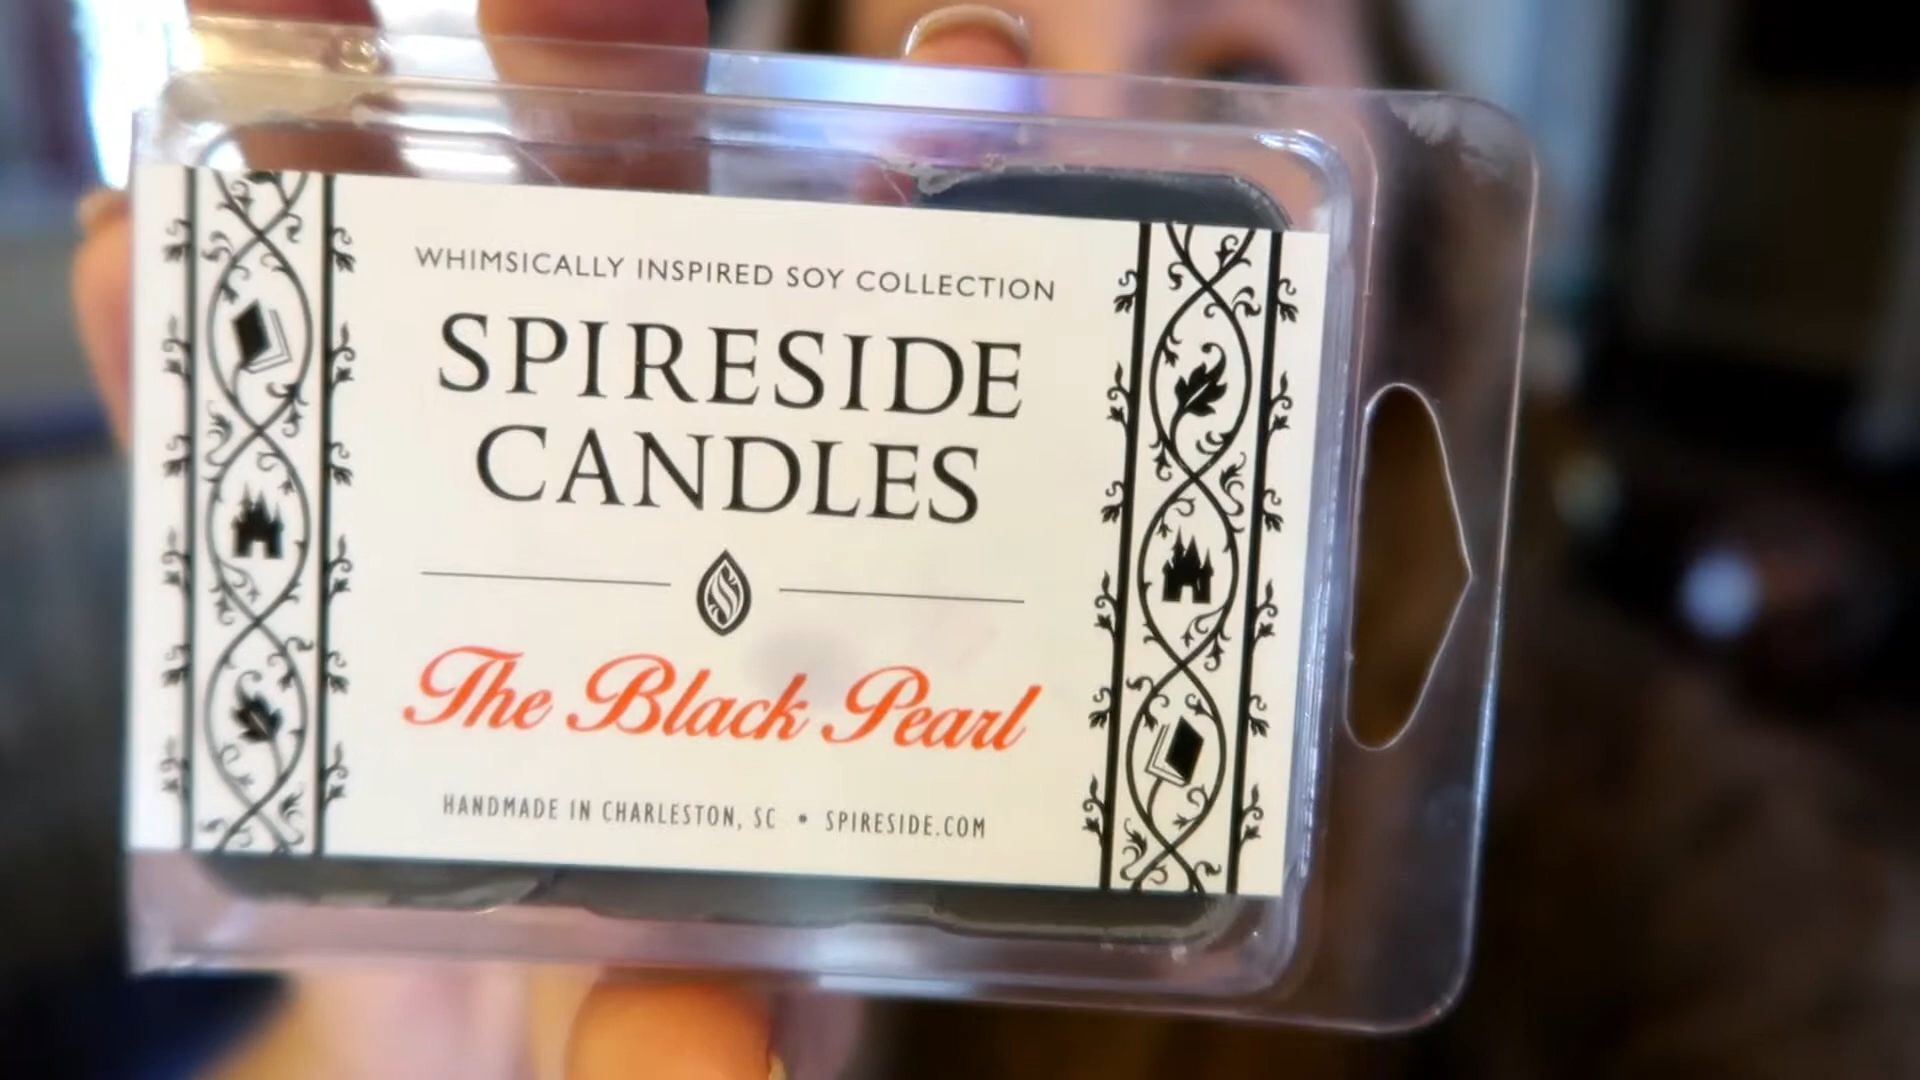 WHIMSICALLY INSPIRED SOY COLLECTION
SPIRESIDE
CANDLES
The Black Pearl
HANDMADE IN CHARLESTON, SC • SPIRESIDE.COM